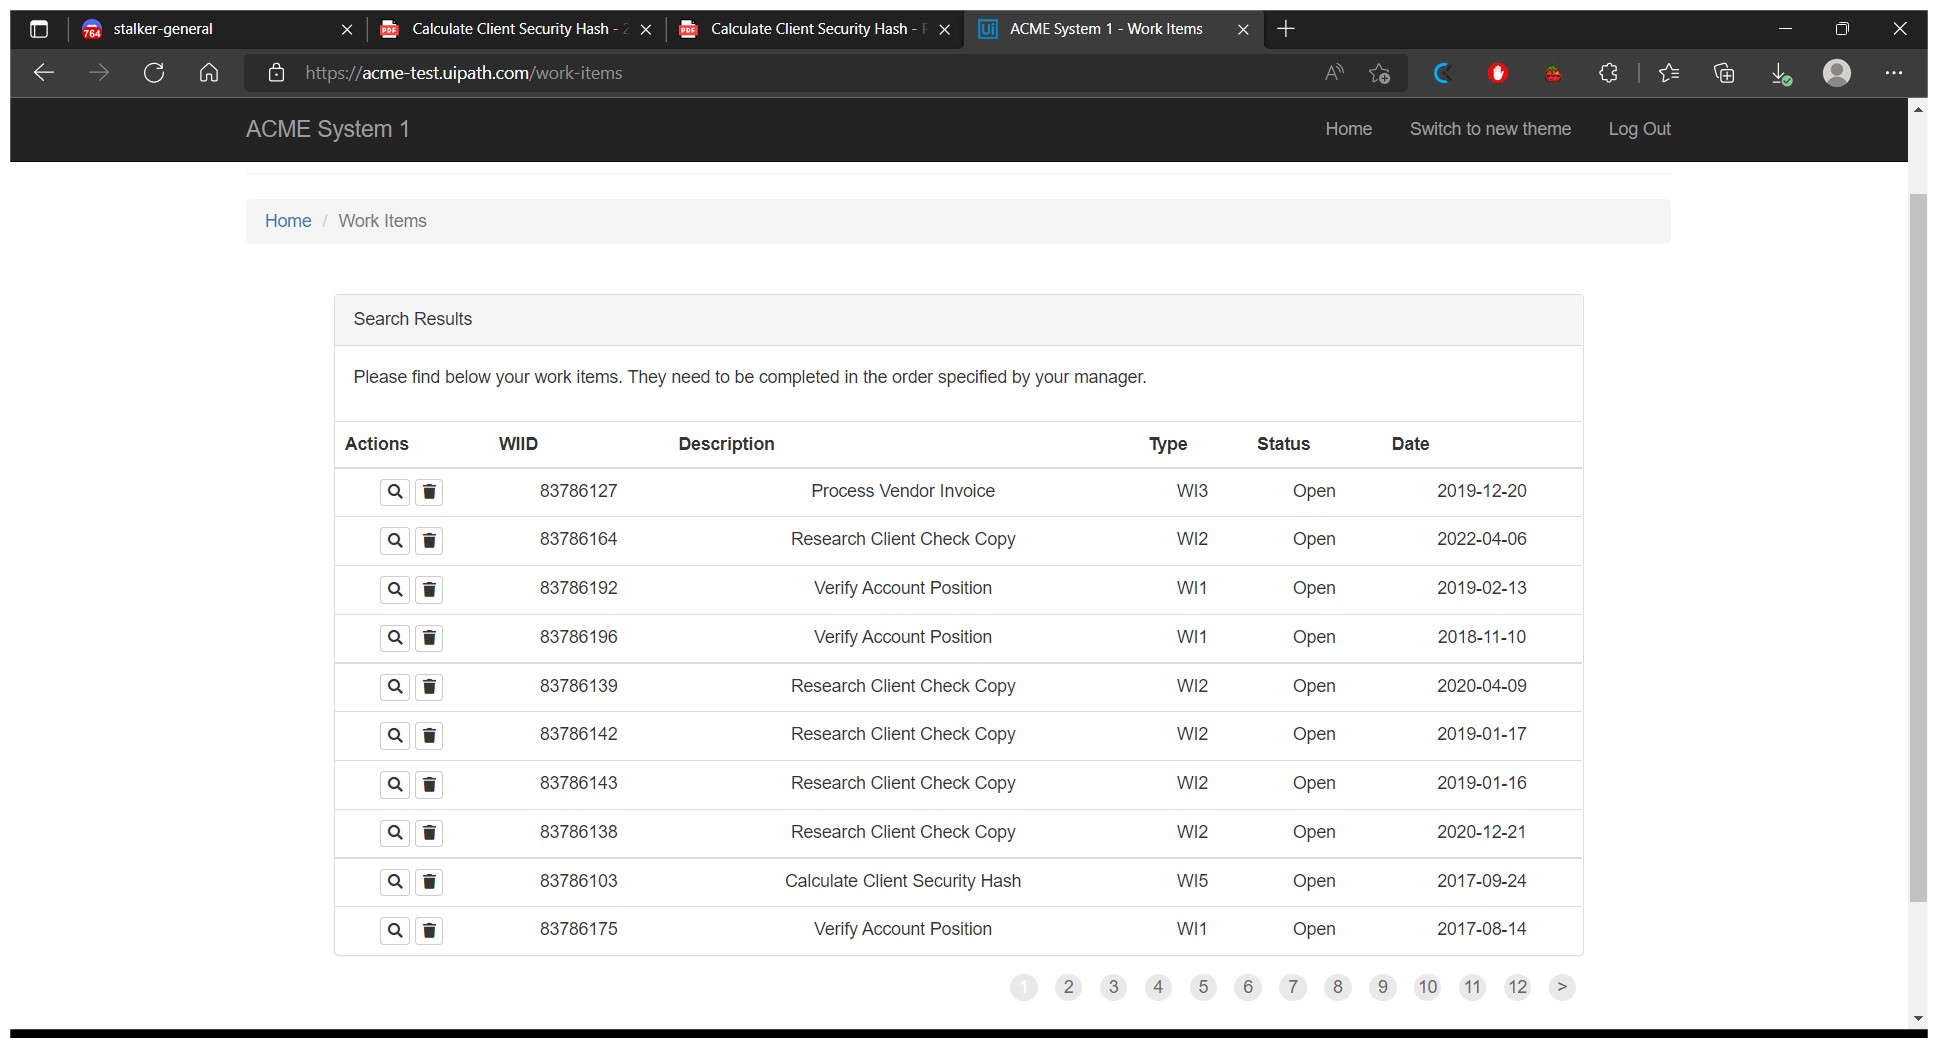 764 stalker-general
PDF Calculate Client Security Hash - 2
PDF Calculate Client Security Hash - F
Ui ACME System 1 - Work Items
https://acme-test.uipath.com/work-items
ACME System 1 Home Switch to new theme Log Out
Home / Work Items
Search Results
Please find below your work items. They need to be completed in the order specified by your manager.
Actions WIID Description Type Status Date
83786127 Process Vendor Invoice WI3 Open 2019-12-20
83786164 Research Client Check Copy WI2 Open 2022-04-06
83786192 Verify Account Position WI1 Open 2019-02-13
83786196 Verify Account Position WI1 Open 2018-11-10
83786139 Research Client Check Copy WI2 Open 2020-04-09
83786142 Research Client Check Copy WI2 Open 2019-01-17
83786143 Research Client Check Copy WI2 Open 2019-01-16
83786138 Research Client Check Copy WI2 Open 2020-12-21
83786103 Calculate Client Security Hash WI5 Open 2017-09-24
83786175 Verify Account Position WI1 Open 2017-08-14
1 2 3 4 5 6 7 8 9 10 11 12 >